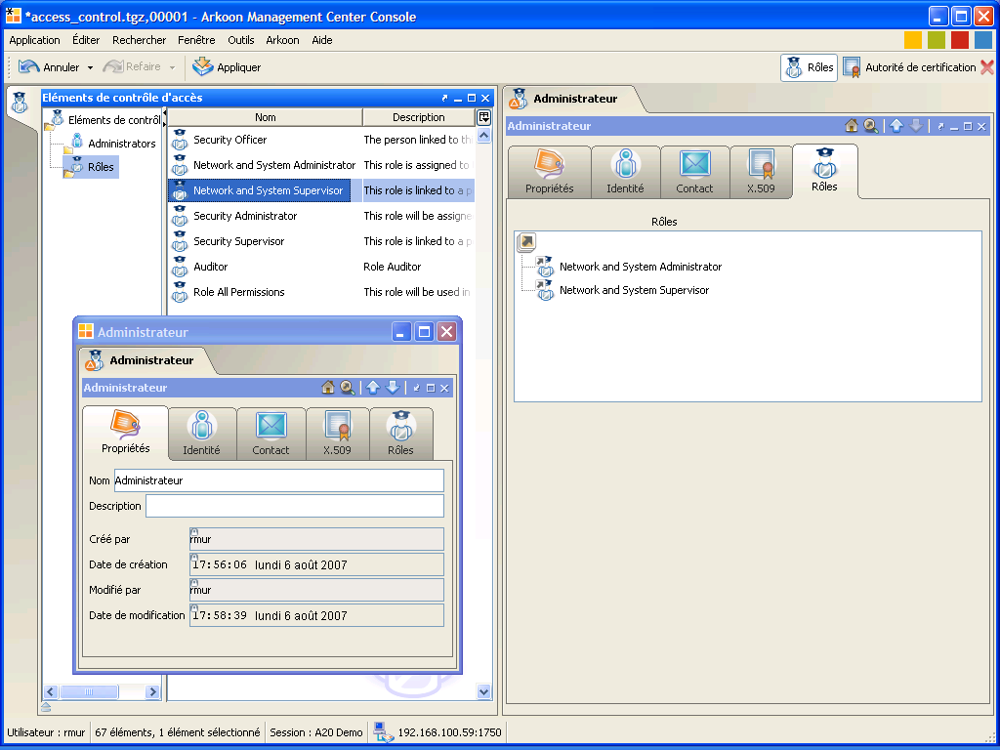 *access_control.tgz,00001 - Arkoon Management Center Console
Application Éditer Rechercher Fenêtre Outils Arkoon Aide
Annuler Refaire Appliquer Rôles Autorité de certification
Eléments de contrôle d'accès
Eléments de contrôl
Administrators
Rôles
Nom Description
Security Officer The person linked to thi
Network and System Administrator This role is assigned to
Network and System Supervisor This role is linked to a p
Security Administrator This role will be assigne
Security Supervisor This role is linked to a p
Auditor Role Auditor
Role All Permissions This role will be used in
Administrateur
Administrateur
Propriétés Identité Contact X.509 Rôles
Rôles
Network and System Administrator
Network and System Supervisor
Administrateur
Administrateur
Administrateur
Propriétés Identité Contact X.509 Rôles
Nom Administrateur
Description
Créé par rmur
Date de création 17:56:06 lundi 6 août 2007
Modifié par rmur
Date de modification 17:58:39 lundi 6 août 2007
Utilisateur : rmur 67 éléments, 1 élément sélectionné Session : A20 Demo 192.168.100.59:1750